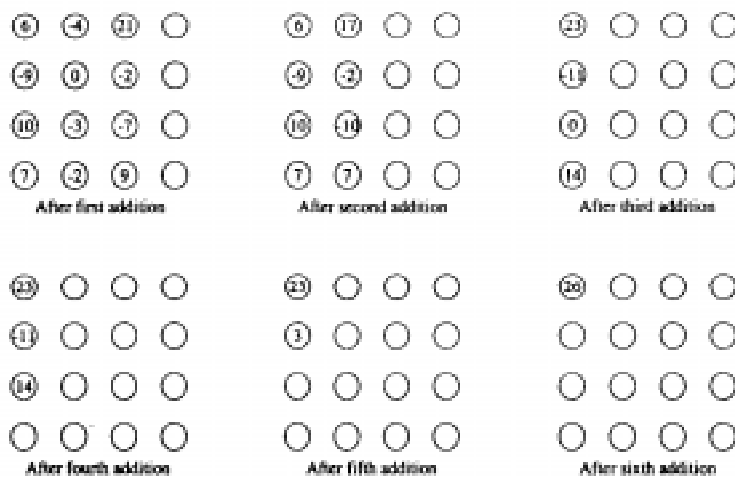 6 -4 21
-9 0 -2
10 -3 -7
7 -2 9
After first addition
6 17
-9 -2
10 -10
7 7
After second addition
23
-11
0
14
After third addition
23
-11
14
After fourth addition
23
3
After fifth addition
26
After sixth addition